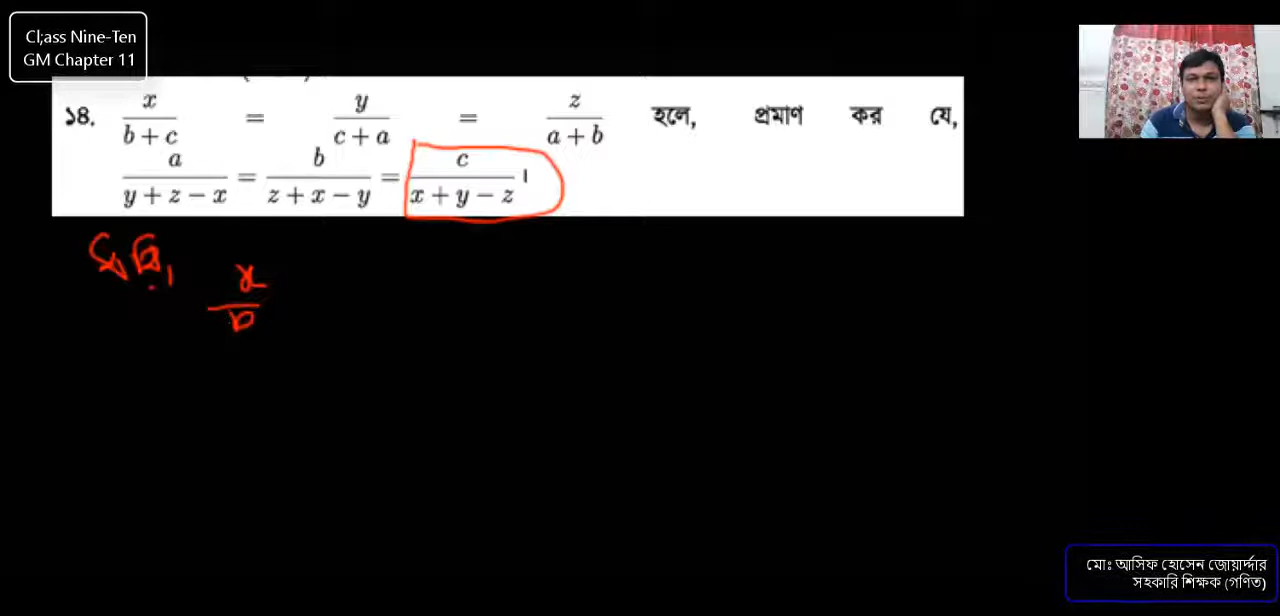 Cl;ass Nine-Ten
GM Chapter 11
১৪. x/(b + c) = y/(c + a) = z/(a + b) হলে, প্রমাণ কর যে,
a/(y + z − x) = b/(z + x − y) = c/(x + y − z)।
x/b
মোঃ আসিফ হোসেন জোয়ার্দ্দার
সহকারি শিক্ষক (গণিত)